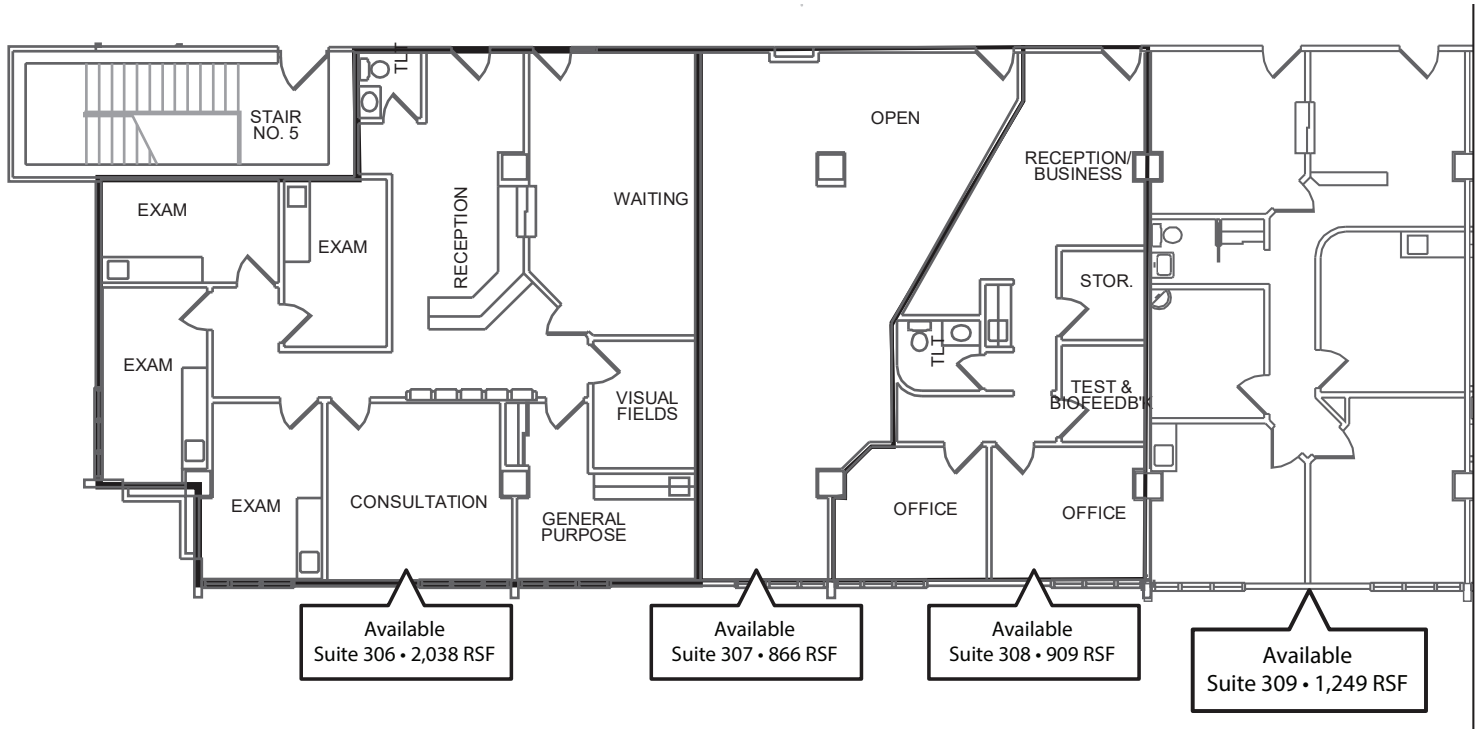 TLT
STAIR
NO. 5
OPEN
RECEPTION/
BUSINESS
EXAM
WAITING
RECEPTION
EXAM
STOR.
EXAM
TLT
TEST &
BIOFEEDB'K
VISUAL
FIELDS
EXAM
CONSULTATION
GENERAL
PURPOSE
OFFICE
OFFICE
Available
Suite 306 • 2,038 RSF
Available
Suite 307 • 866 RSF
Available
Suite 308 • 909 RSF
Available
Suite 309 • 1,249 RSF